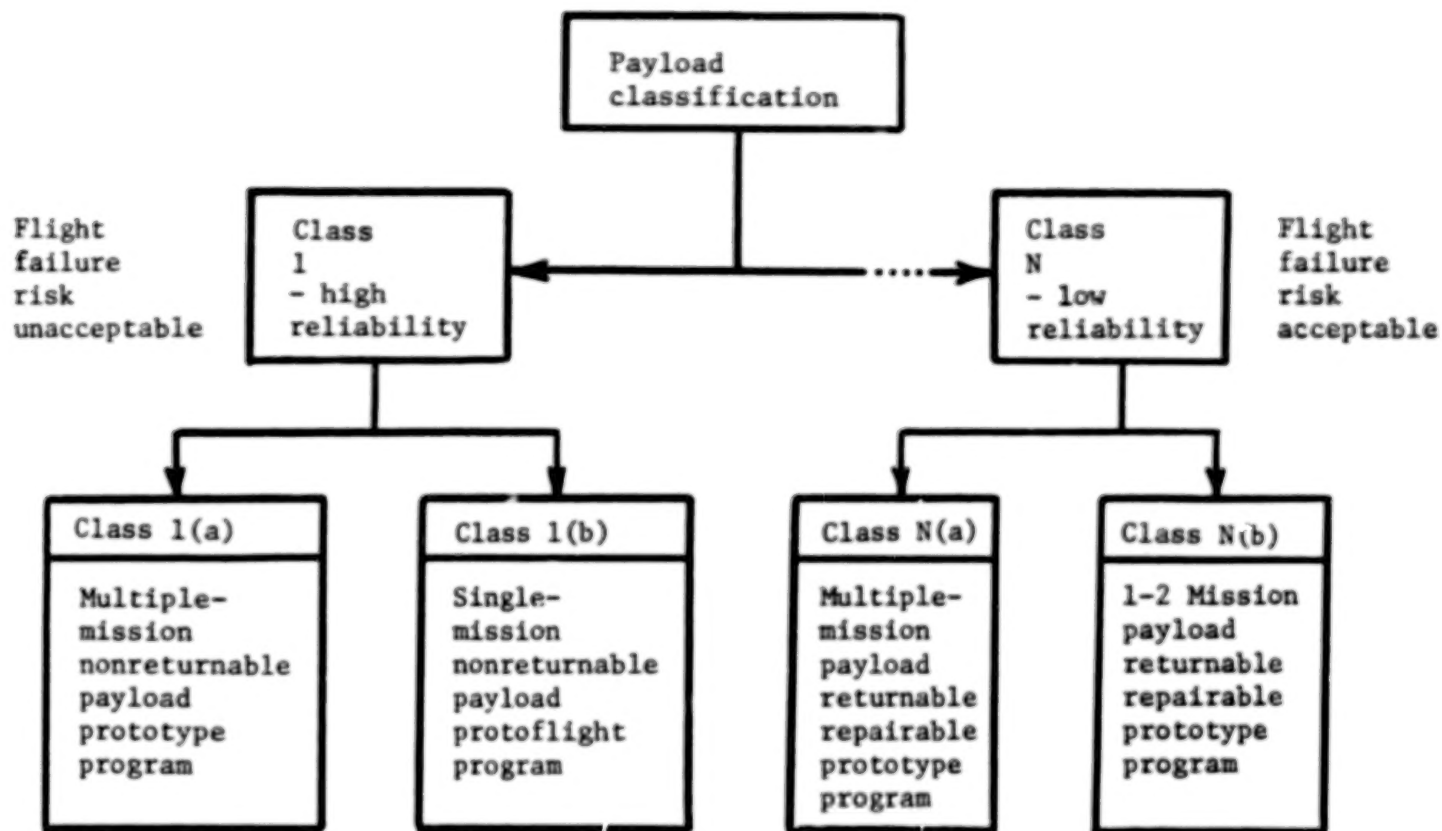 Payload
classification
Flight
failure
risk
unacceptable
Class
1
- high
reliability
Class
N
- low
reliability
Flight
failure
risk
acceptable
Class 1(a)
Multiple-
mission
nonreturnable
payload
prototype
program
Class 1(b)
Single-
mission
nonreturnable
payload
protoflight
program
Class N(a)
Multiple-
mission
payload
returnable
repairable
prototype
program
Class N(b)
1-2 Mission
payload
returnable
repairable
prototype
program